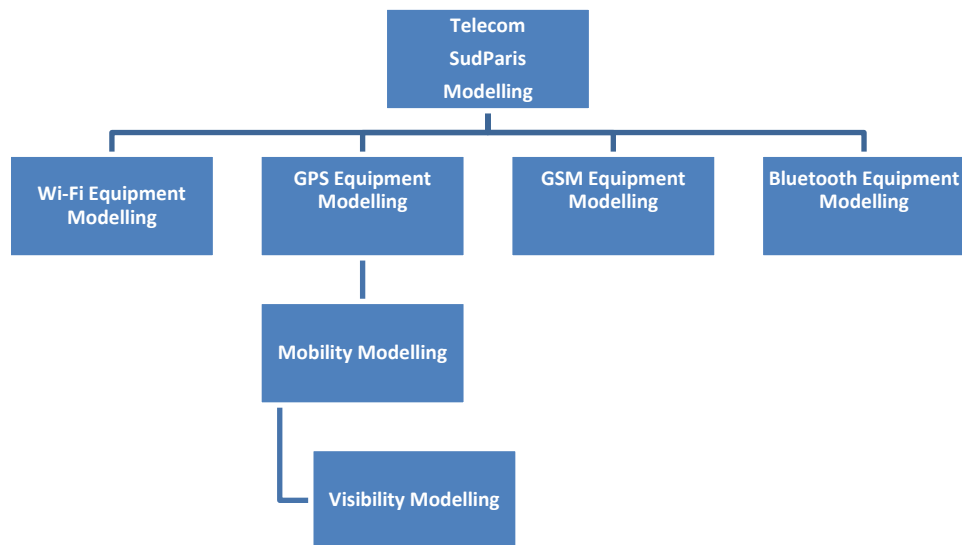 Telecom
SudParis
Modelling
Wi-Fi Equipment
Modelling
GPS Equipment
Modelling
GSM Equipment
Modelling
Bluetooth Equipment
Modelling
Mobility Modelling
Visibility Modelling